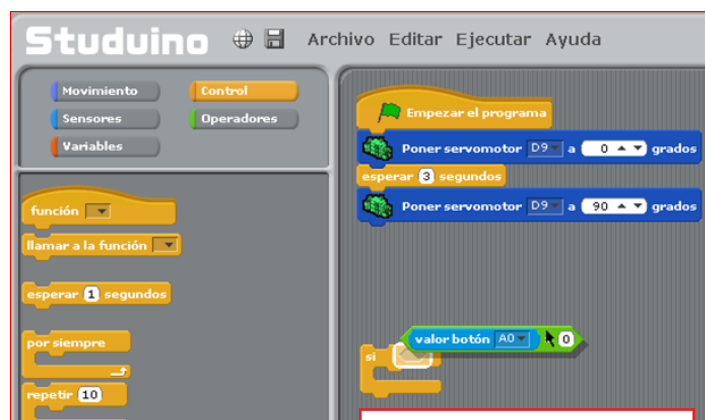 Studuino Archivo Editar Ejecutar Ayuda
Movimiento Control
Sensores Operadores
Variables
función
llamar a la función
esperar 1 segundos
por siempre
repetir 10
Empezar el programa
Poner servomotor D9 a 0 grados
esperar 3 segundos
Poner servomotor D9 a 90 grados
valor botón A0 0
si